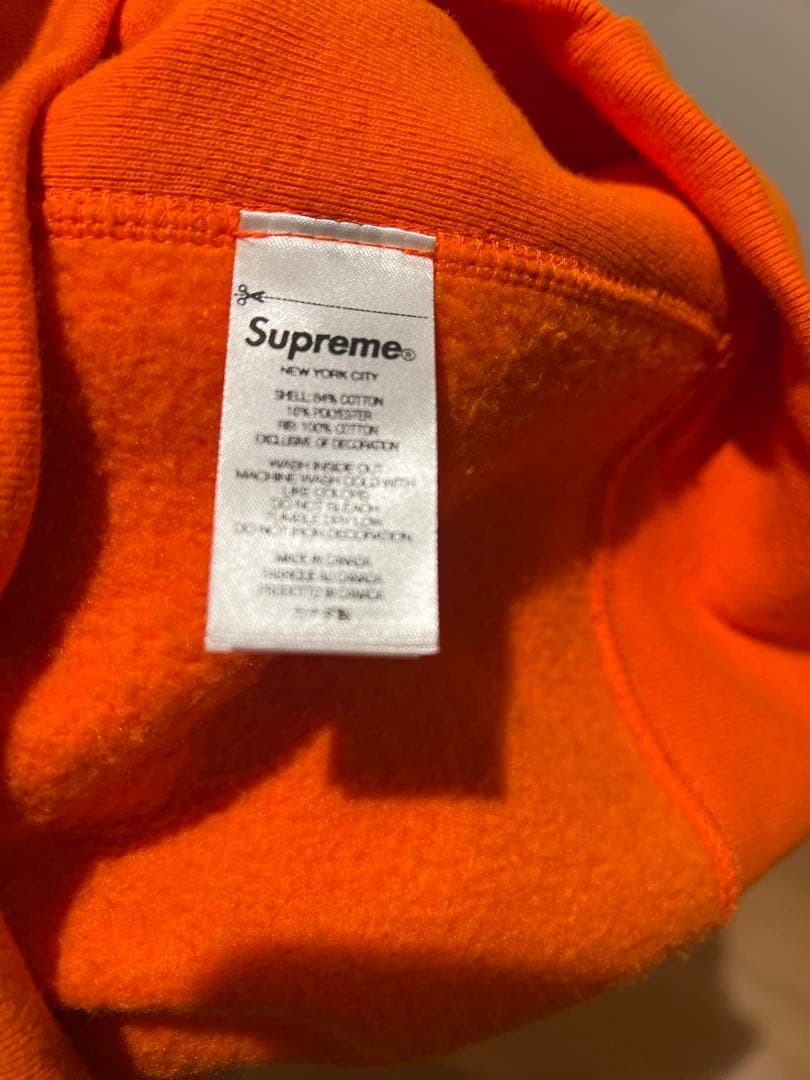 Supreme®
NEW YORK CITY
SHELL: 84% COTTON
16% POLYESTER
RIB: 100% COTTON
EXCLUSIVE OF DECORATION
WASH INSIDE OUT
MACHINE WASH COLD WITH
LIKE COLORS
DO NOT BLEACH
TUMBLE DRY LOW
DO NOT IRON DECORATION
MADE IN CANADA
FABRIQUÉ AU CANADA
IN CANADA